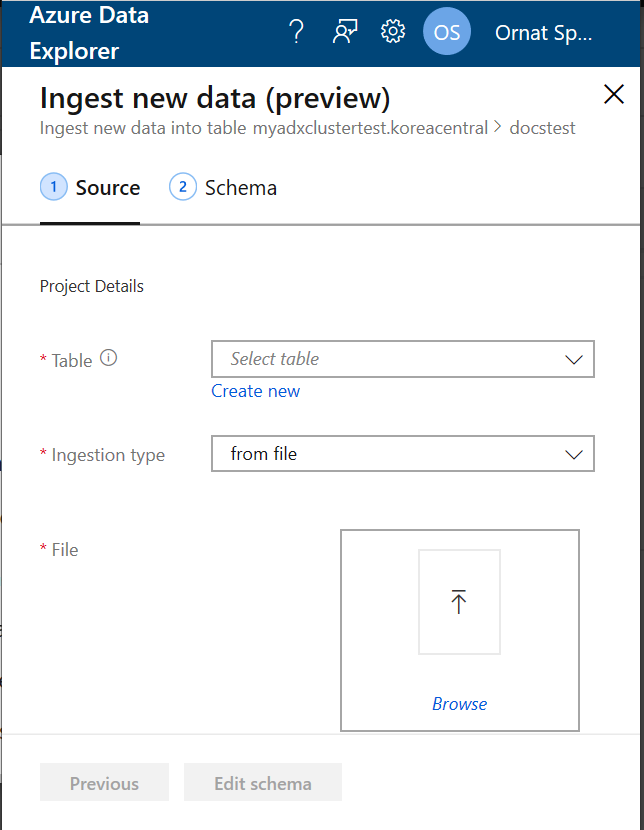 Azure Data
Explorer
OS
Ornat Sp...
Ingest new data (preview)
Ingest new data into table myadxclustertest.koreacentral > docstest
1 Source
2 Schema
Project Details
* Table
Select table
Create new
* Ingestion type
from file
* File
Browse
Previous
Edit schema